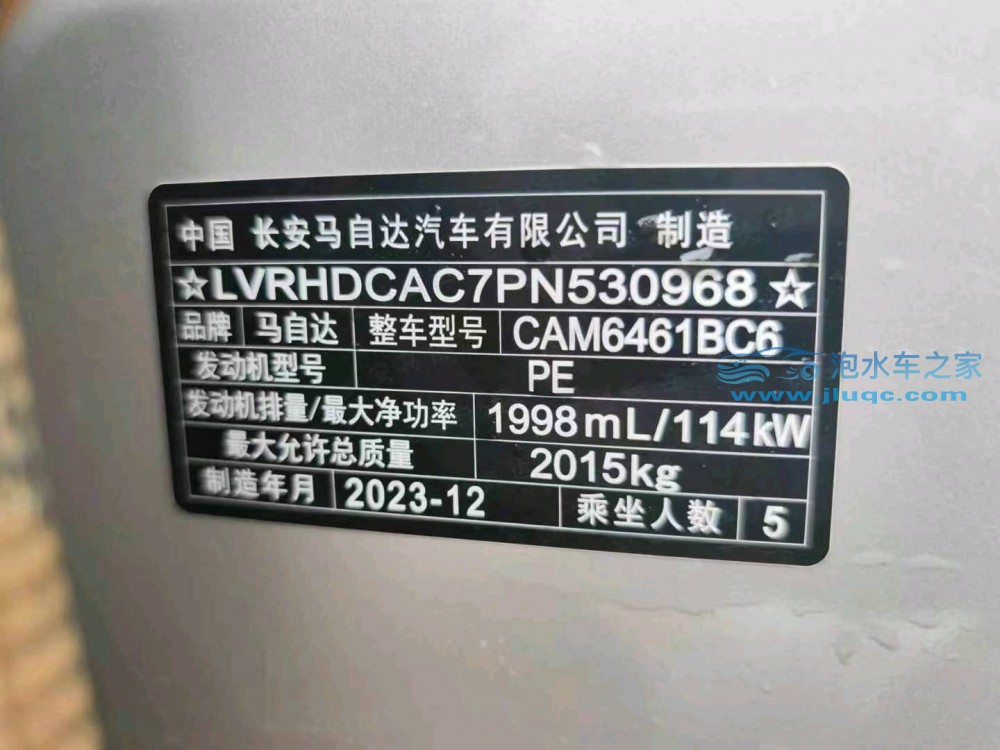 中国 长安马自达汽车有限公司 制造
☆LVRHDCAC7PN530968☆
品牌 马自达 整车型号 CAM6461BC6
发动机型号 PE
发动机排量/最大净功率 1998mL/114kW
最大允许总质量 2015kg
制造年月 2023-12 乘坐人数 5
泡水车之家
www.jluqc.com